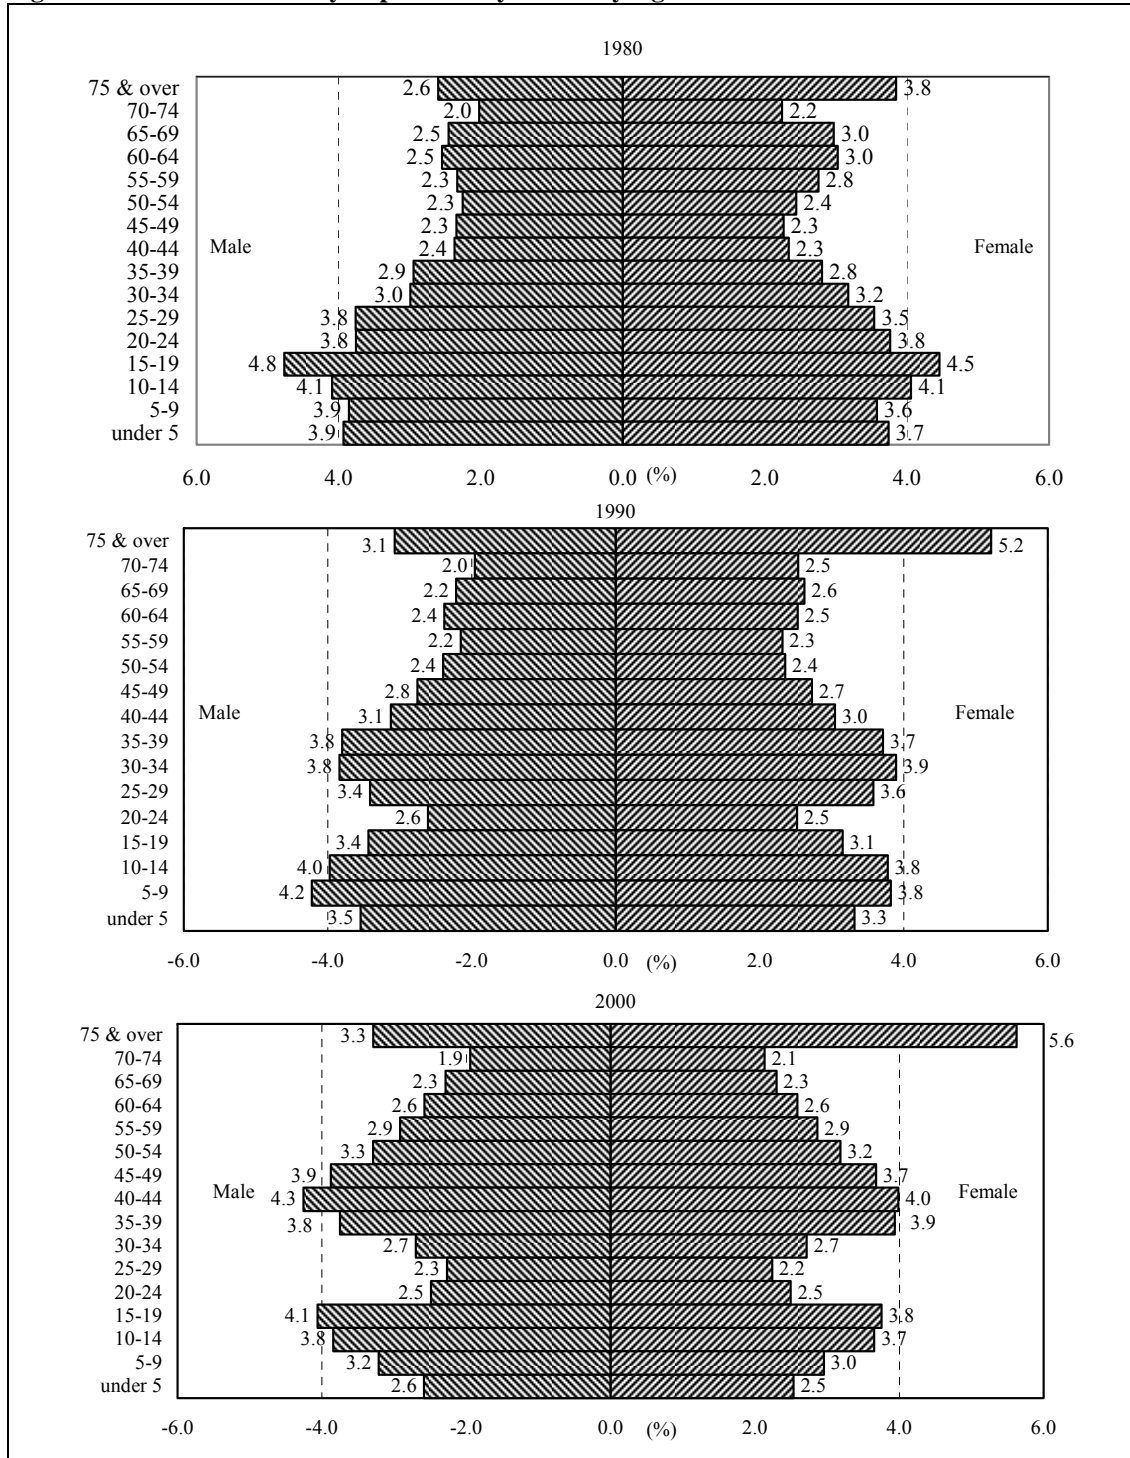 1980
75 & over 2.6 3.8
70-74 2.0 2.2
65-69 2.5 3.0
60-64 2.5 3.0
55-59 2.3 2.8
50-54 2.3 2.4
45-49 2.3 2.3
40-44 Male 2.4 2.3 Female
35-39 2.9 2.8
30-34 3.0 3.2
25-29 3.8 3.5
20-24 3.8 3.8
15-19 4.8 4.5
10-14 4.1 4.1
5-9 3.9 3.6
under 5 3.9 3.7
6.0 4.0 2.0 0.0 (%) 2.0 4.0 6.0
1990
75 & over 3.1 5.2
70-74 2.0 2.5
65-69 2.2 2.6
60-64 2.4 2.5
55-59 2.2 2.3
50-54 2.4 2.4
45-49 2.8 2.7
40-44 Male 3.1 3.0 Female
35-39 3.8 3.7
30-34 3.8 3.9
25-29 3.4 3.6
20-24 2.6 2.5
15-19 3.4 3.1
10-14 4.0 3.8
5-9 4.2 3.8
under 5 3.5 3.3
-6.0 -4.0 -2.0 0.0 (%) 2.0 4.0 6.0
2000
75 & over 3.3 5.6
70-74 1.9 2.1
65-69 2.3 2.3
60-64 2.6 2.6
55-59 2.9 2.9
50-54 3.3 3.2
45-49 3.9 3.7
40-44 Male 4.3 4.0 Female
35-39 3.8 3.9
30-34 2.7 2.7
25-29 2.3 2.2
20-24 2.5 2.5
15-19 4.1 3.8
10-14 3.8 3.7
5-9 3.2 3.0
under 5 2.6 2.5
-6.0 -4.0 -2.0 0.0 (%) 2.0 4.0 6.0